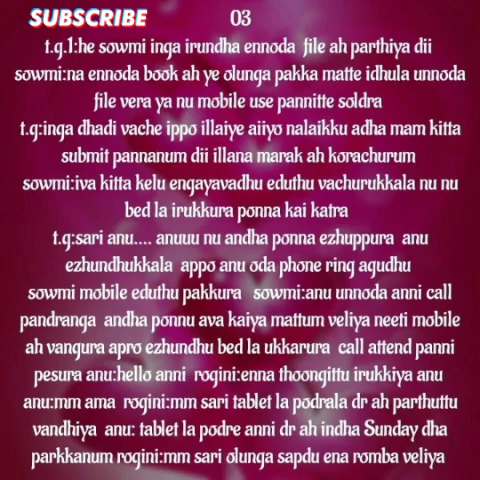 SUBSCRIBE
03
t.g.1:he sowmi inga irundha ennoda file ah parthiya dii
sowmi:na ennoda book ah ye olunga pakka matte idhula unnoda
file vera ya nu mobile use pannitte soldra
t.g:inga dhadi vache ippo illaiye aiiyo nalaikku adha mam kitta
submit pannanum dii illana marak ah korachurum
sowmi:iva kitta kelu engayavadhu eduthu vachurukkala nu nu
bed la irukkura ponna kai katra
t.g:sari anu.... anuuu nu andha ponna ezhuppura anu
ezhundhukkala appo anu oda phone ring agudhu
sowmi mobile eduthu pakkura sowmi:anu unnoda anni call
pandranga andha ponnu ava kaiya mattum veliya neeti mobile
ah vangura apro ezhundhu bed la ukkarura call attend panni
pesura anu:hello anni rogini:enna thoongittu irukkiya anu
anu:mm ama rogini:mm sari tablet la podrala dr ah parthuttu
vandhiya anu: tablet la podre anni dr ah indha Sunday dha
parkkanum rogini:mm sari olunga sapdu ena romba veliya